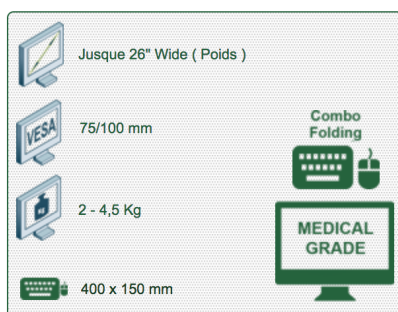 Jusque 26" Wide ( Poids )
VESA
75/100 mm
Combo
Folding
KG
2 - 4,5 Kg
MEDICAL
GRADE
400 x 150 mm